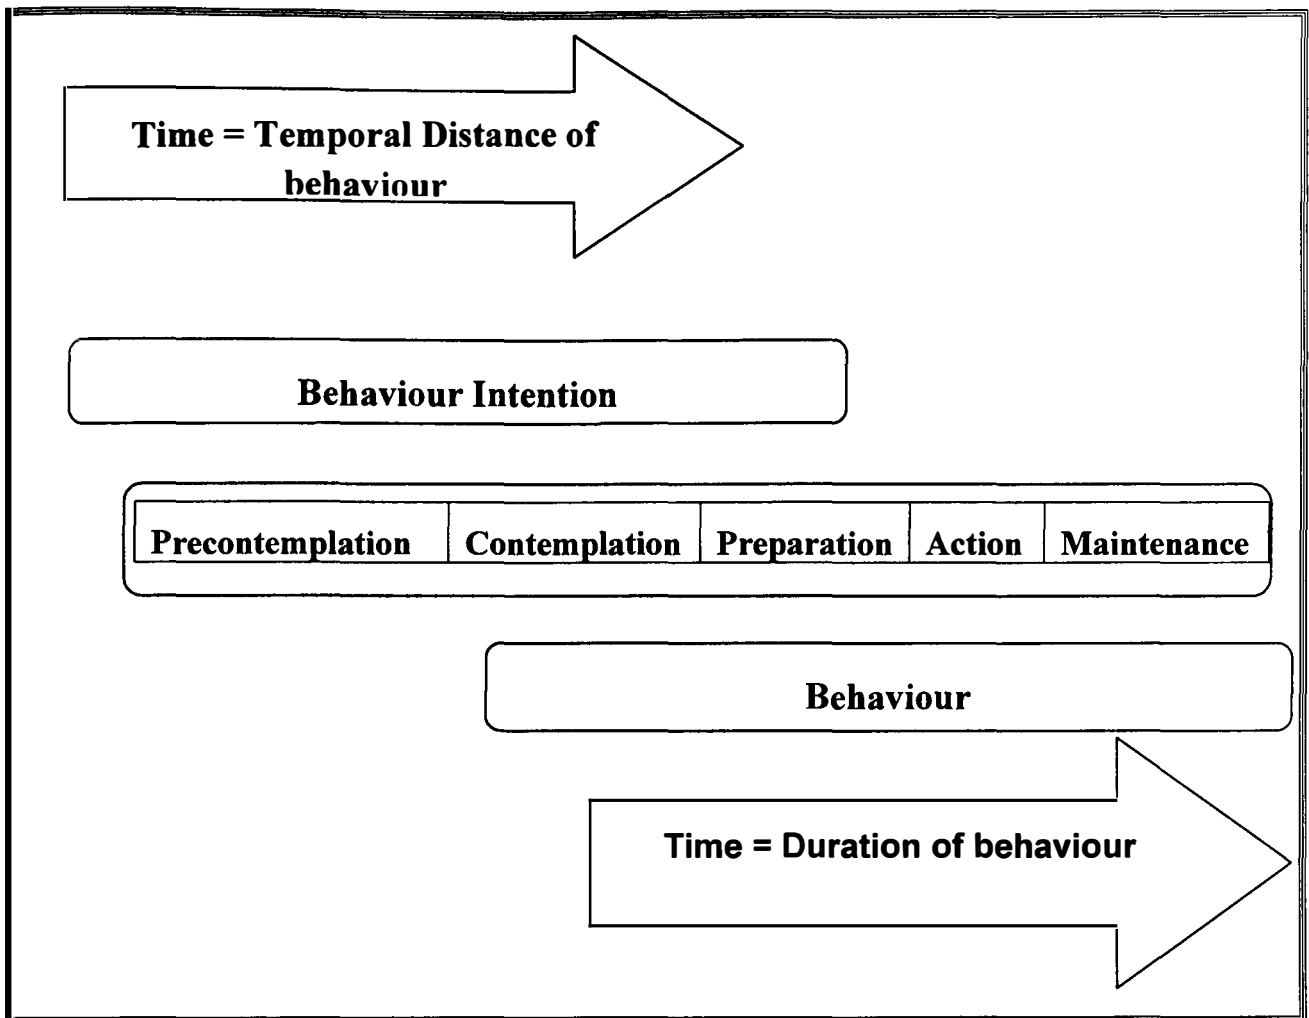 Time = Temporal Distance of
behaviour
Behaviour Intention
Precontemplation Contemplation Preparation Action Maintenance
Behaviour
Time = Duration of behaviour